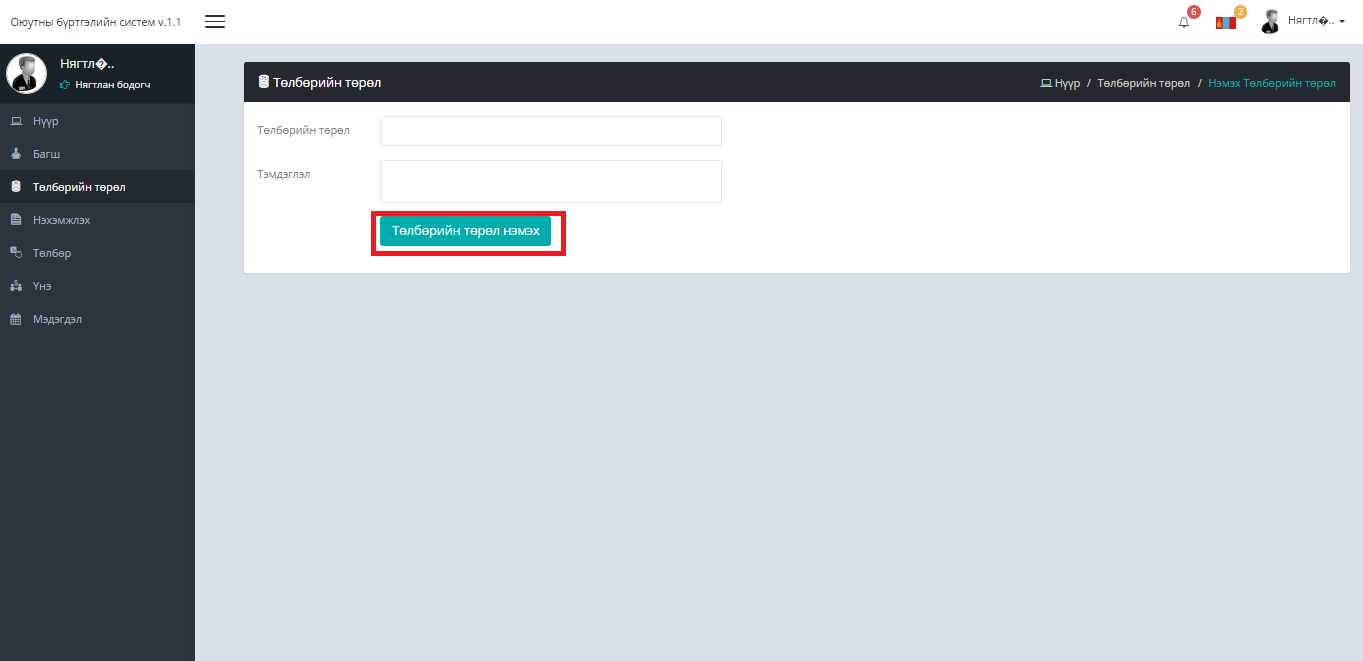 Оюутны бүртгэлийн систем v.1.1
6
2
Нягтл�..
Нягтл�..
Нягтлан бодогч
Нүүр
Багш
Төлбөрийн төрөл
Нэхэмжлэх
Төлбөр
Үнэ
Мэдэгдэл
Төлбөрийн төрөл
Нүүр / Төлбөрийн төрөл / Нэмэх Төлбөрийн төрөл
Төлбөрийн төрөл
Тэмдэглэл
Төлбөрийн төрөл нэмэх